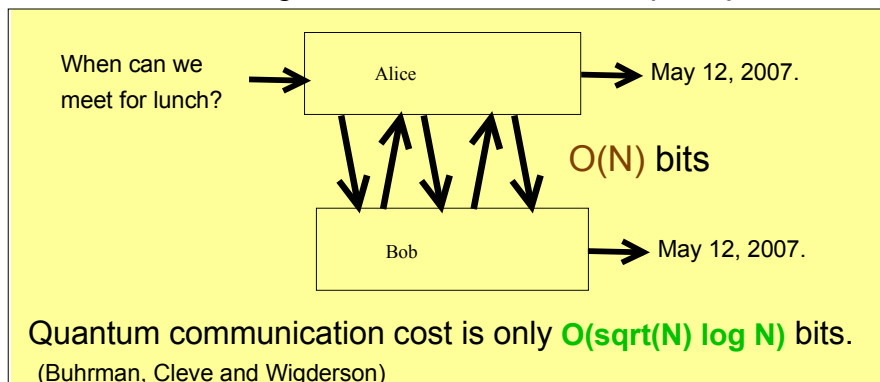 When can we
meet for lunch?
Alice
May 12, 2007.
O(N) bits
Bob
May 12, 2007.
Quantum communication cost is only O(sqrt(N) log N) bits.
(Buhrman, Cleve and Wigderson)